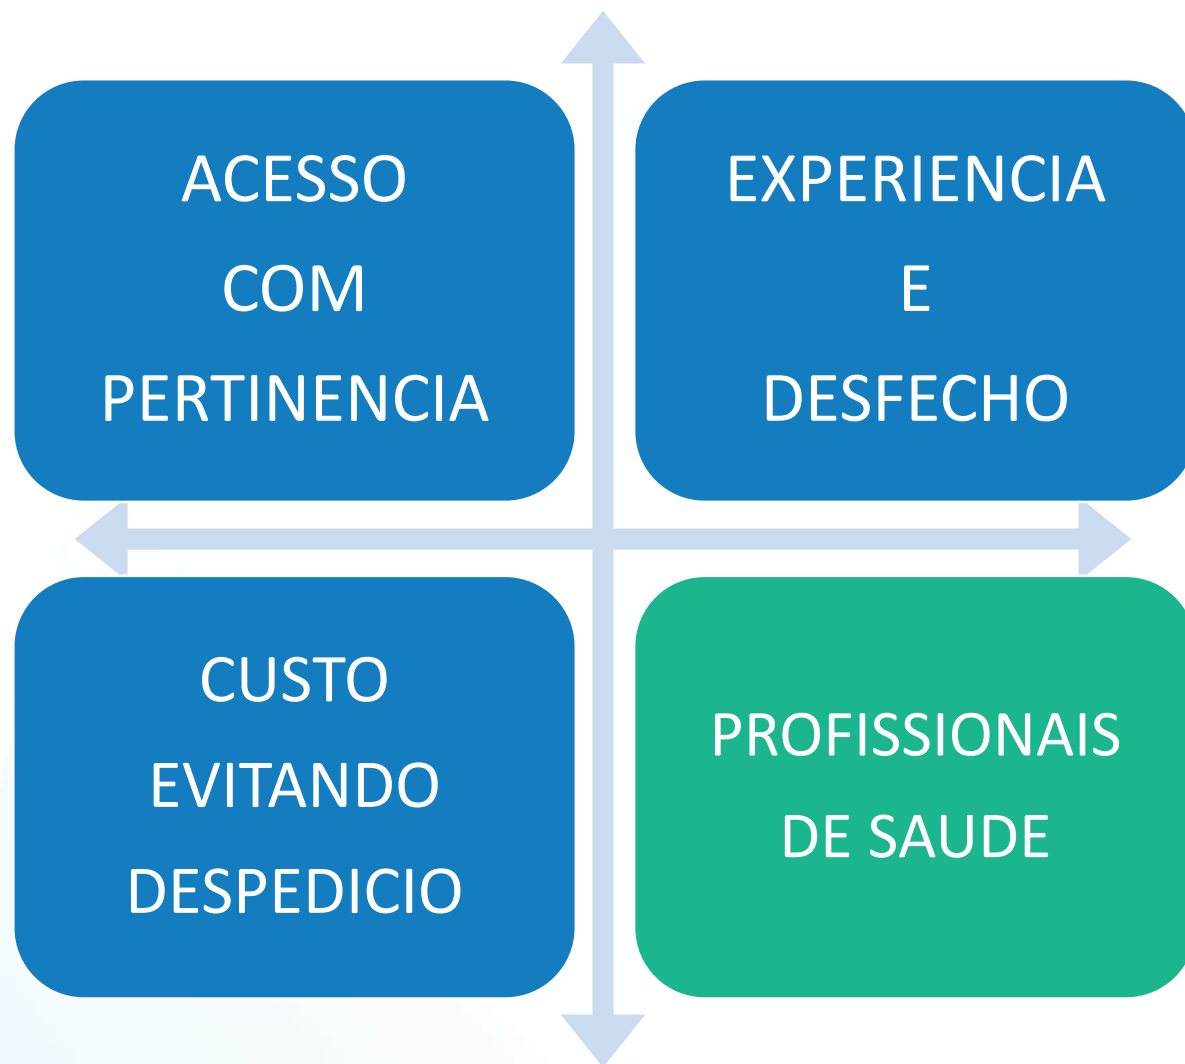 ACESSO
COM
PERTINENCIA
EXPERIENCIA
E
DESFECHO
CUSTO
EVITANDO
DESPEDICIO
PROFISSIONAIS
DE SAUDE